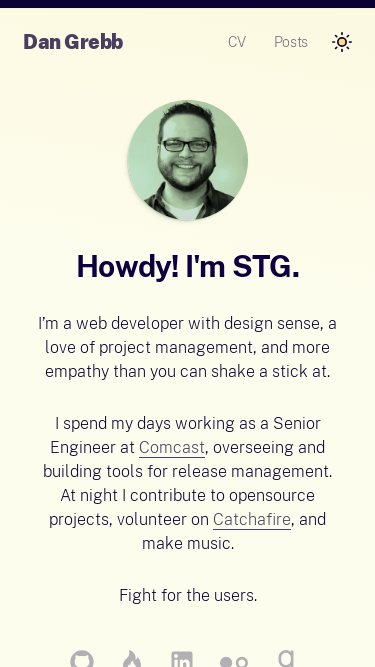 Dan Grebb
CV
Posts
Howdy! I'm STG.
I’m a web developer with design sense, a
love of project management, and more
empathy than you can shake a stick at.
I spend my days working as a Senior
Engineer at Comcast, overseeing and
building tools for release management.
At night I contribute to opensource
projects, volunteer on Catchafire, and
make music.
Fight for the users.